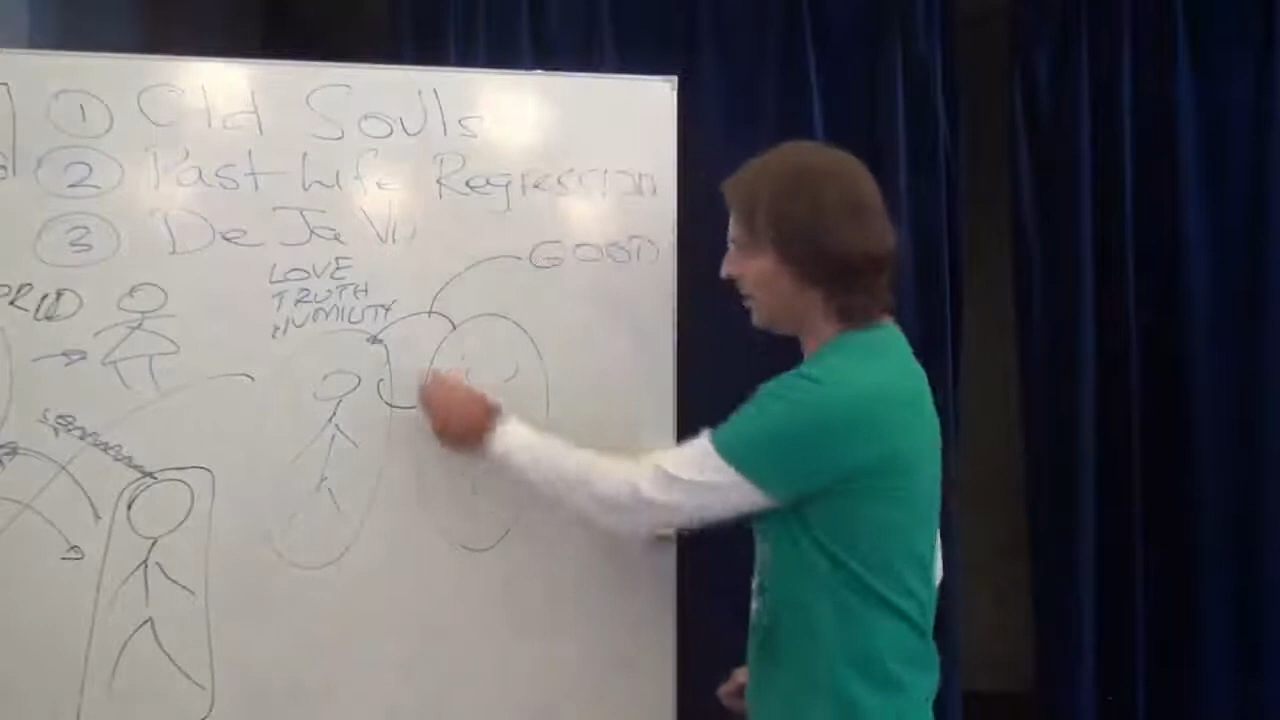 ① Old Souls
② Past Life Regression
③ De Ja Vu
GOOD
LOVE
TRUTH
HUMILITY